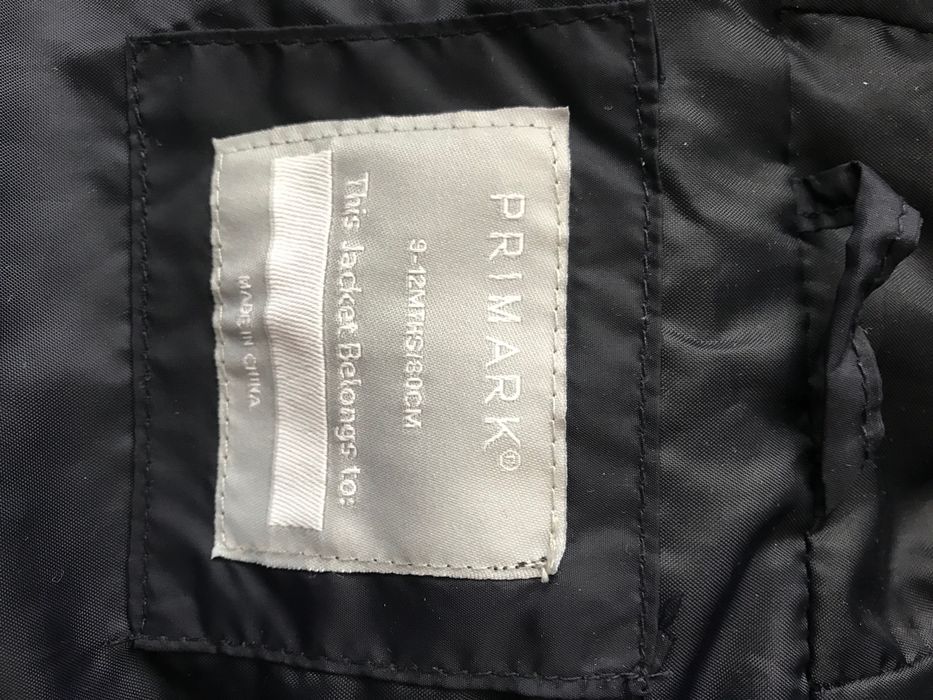 PRIMARK®
9-12MTHS/80CM
This Jacket Belongs to:
MADE IN CHINA